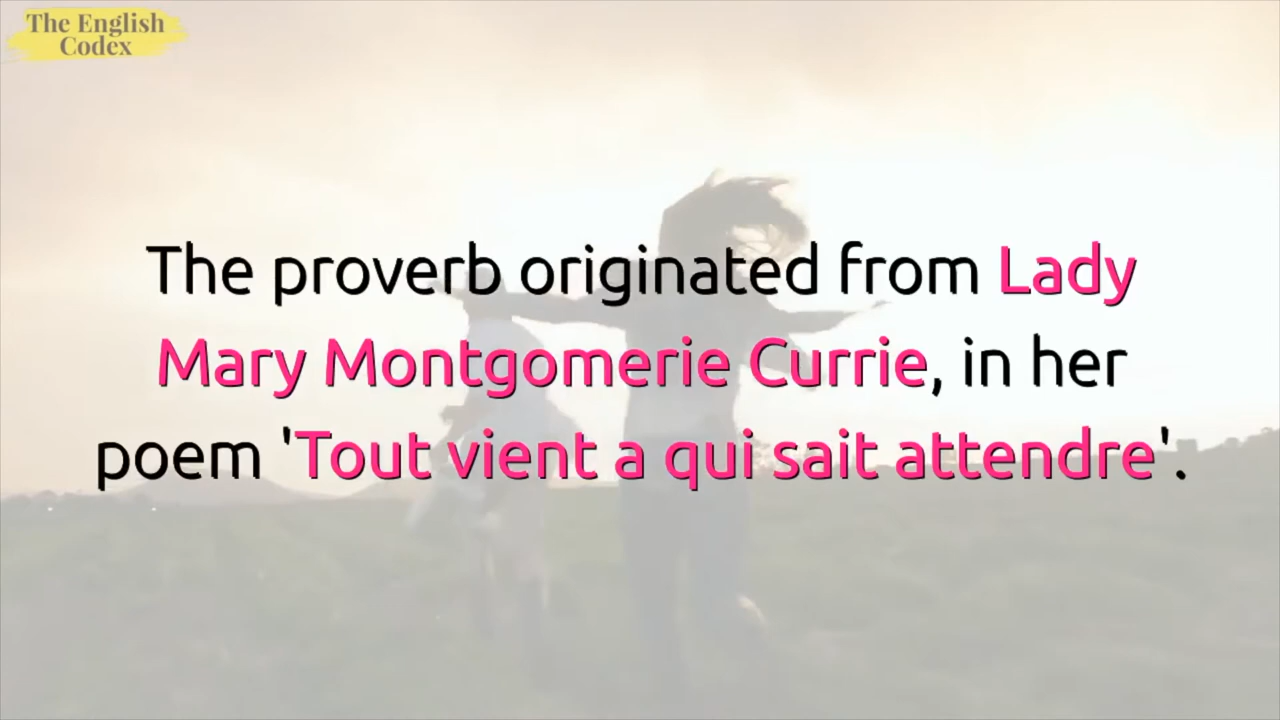 The English
Codex
The proverb originated from Lady
Mary Montgomerie Currie, in her
poem 'Tout vient a qui sait attendre'.